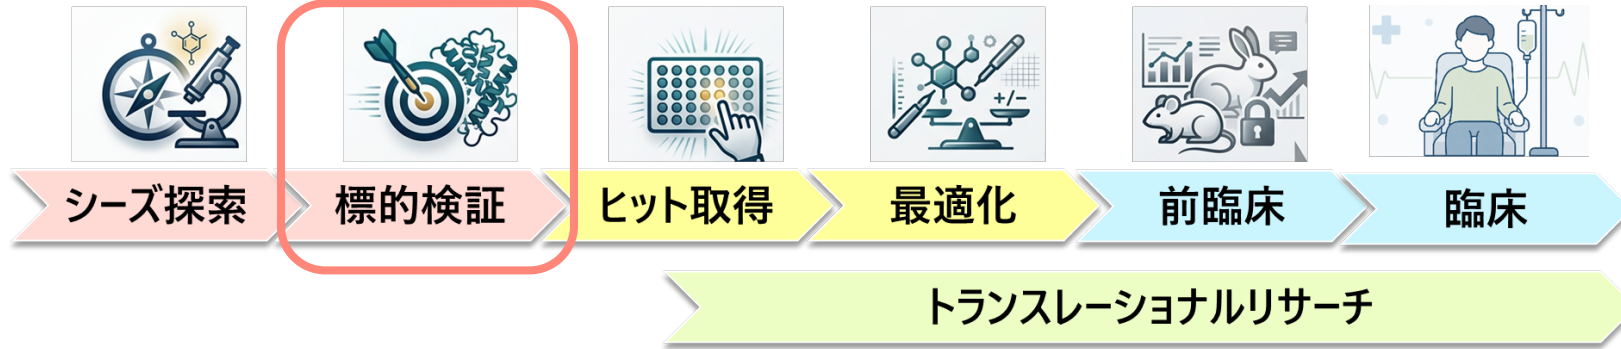 +/−
シーズ探索
標的検証
ヒット取得
最適化
前臨床
臨床
トランスレーショナルリサーチ